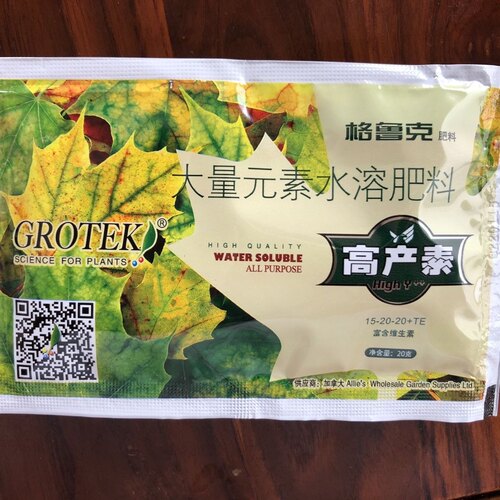 格鲁克 肥料
大量元素水溶肥料
GROTEK®
SCIENCE FOR PLANTS
HIGH QUALITY
WATER SOLUBLE
ALL PURPOSE
高产泰
15-20-20+TE
富含维生素
净含量：20克
供应商：加拿大 Allie's Wholesale Garden Supplies Ltd